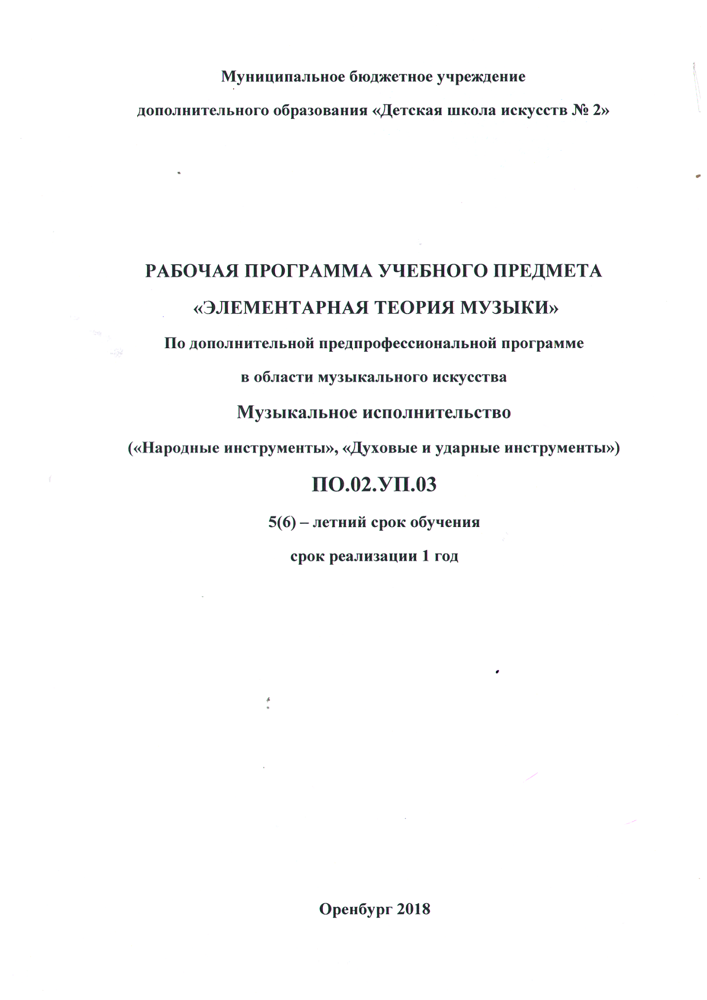 Муниципальное бюджетное учреждение
дополнительного образования «Детская школа искусств № 2»
РАБОЧАЯ ПРОГРАММА УЧЕБНОГО ПРЕДМЕТА
«ЭЛЕМЕНТАРНАЯ ТЕОРИЯ МУЗЫКИ»
По дополнительной предпрофессиональной программе
в области музыкального искусства
Музыкальное исполнительство
(«Народные инструменты», «Духовые и ударные инструменты»)
ПО.02.УП.03
5(6) – летний срок обучения
срок реализации 1 год
Оренбург 2018